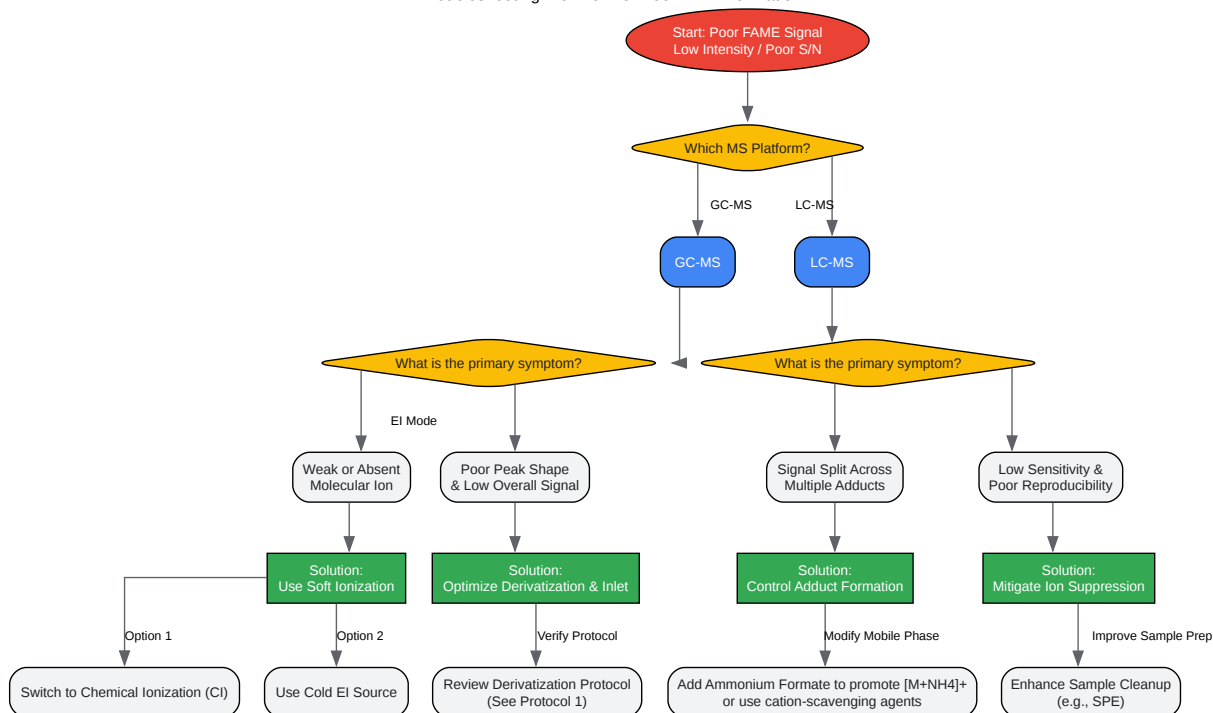 Start: Poor FAME Signal
Low Intensity / Poor S/N
Which MS Platform?
GC-MS
LC-MS
GC-MS
LC-MS
What is the primary symptom?
What is the primary symptom?
EI Mode
Weak or Absent
Molecular Ion
Poor Peak Shape
& Low Overall Signal
Signal Split Across
Multiple Adducts
Low Sensitivity &
Poor Reproducibility
Solution:
Use Soft Ionization
Solution:
Optimize Derivatization & Inlet
Solution:
Control Adduct Formation
Solution:
Mitigate Ion Suppression
Option 1
Option 2
Verify Protocol
Modify Mobile Phase
Improve Sample Prep
Switch to Chemical Ionization (CI)
Use Cold EI Source
Review Derivatization Protocol
(See Protocol 1)
Add Ammonium Formate to promote [M+NH4]+
or use cation-scavenging agents
Enhance Sample Cleanup
(e.g., SPE)